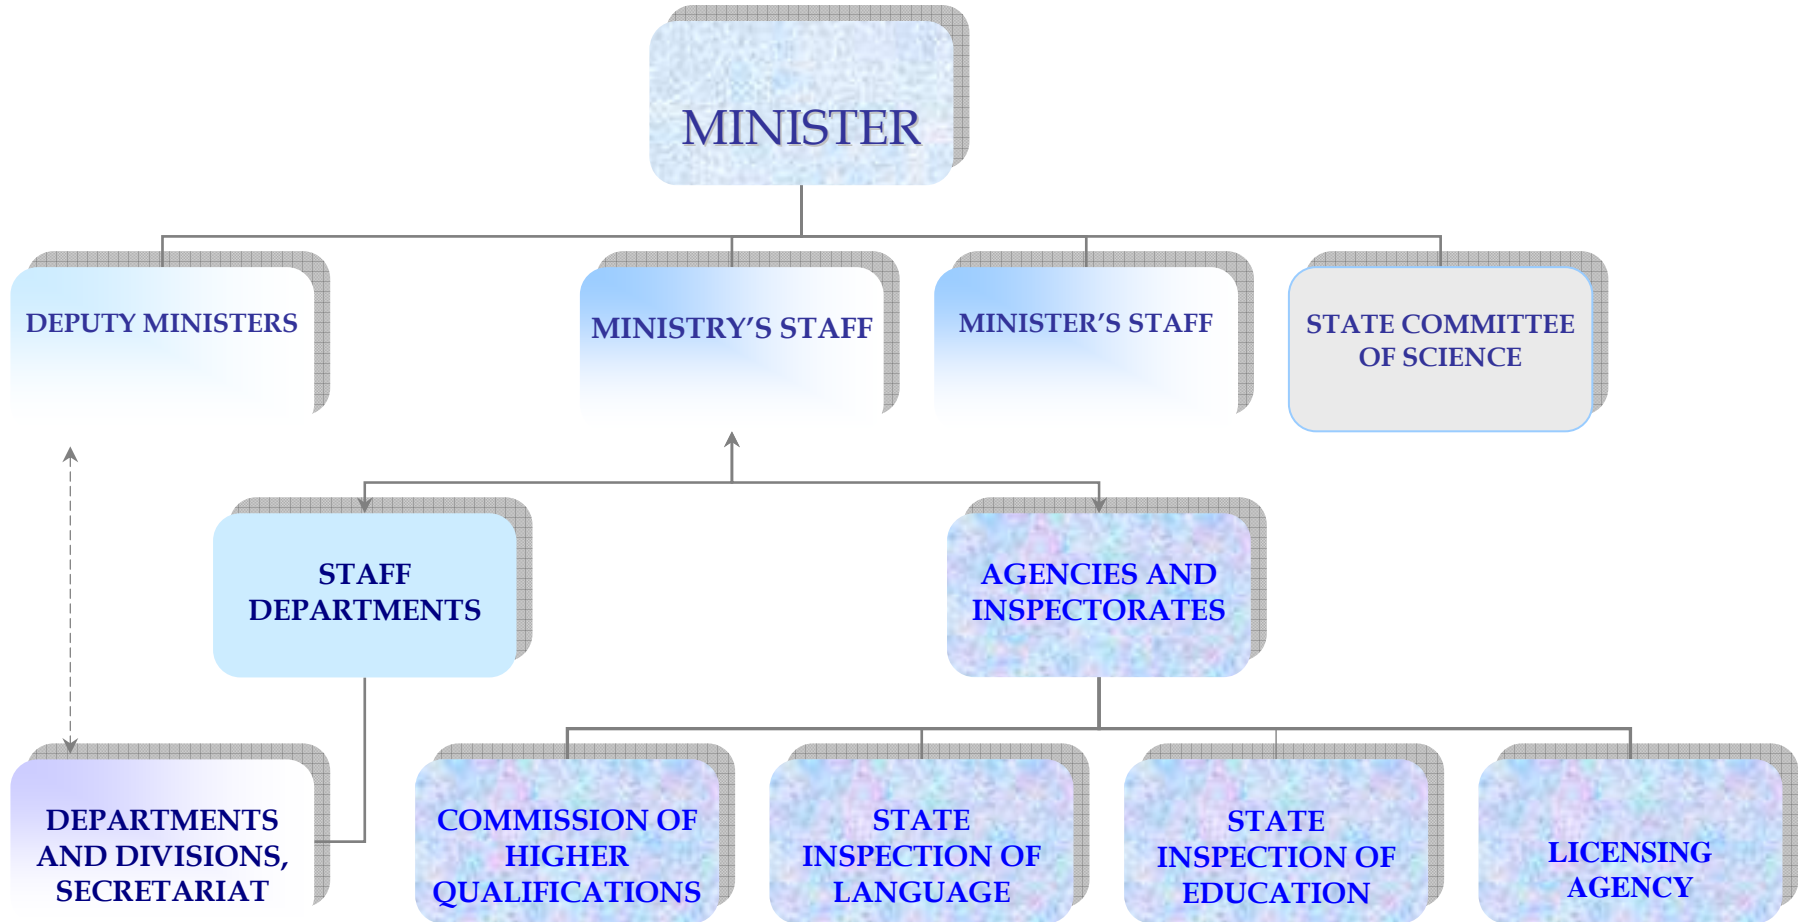 MINISTER
DEPUTY MINISTERS
MINISTRY’S STAFF
MINISTER’S STAFF
STATE COMMITTEE
OF SCIENCE
STAFF
DEPARTMENTS
AGENCIES AND
INSPECTORATES
DEPARTMENTS
AND DIVISIONS,
SECRETARIAT
COMMISSION OF
HIGHER
QUALIFICATIONS
STATE
INSPECTION OF
LANGUAGE
STATE
INSPECTION OF
EDUCATION
LICENSING
AGENCY